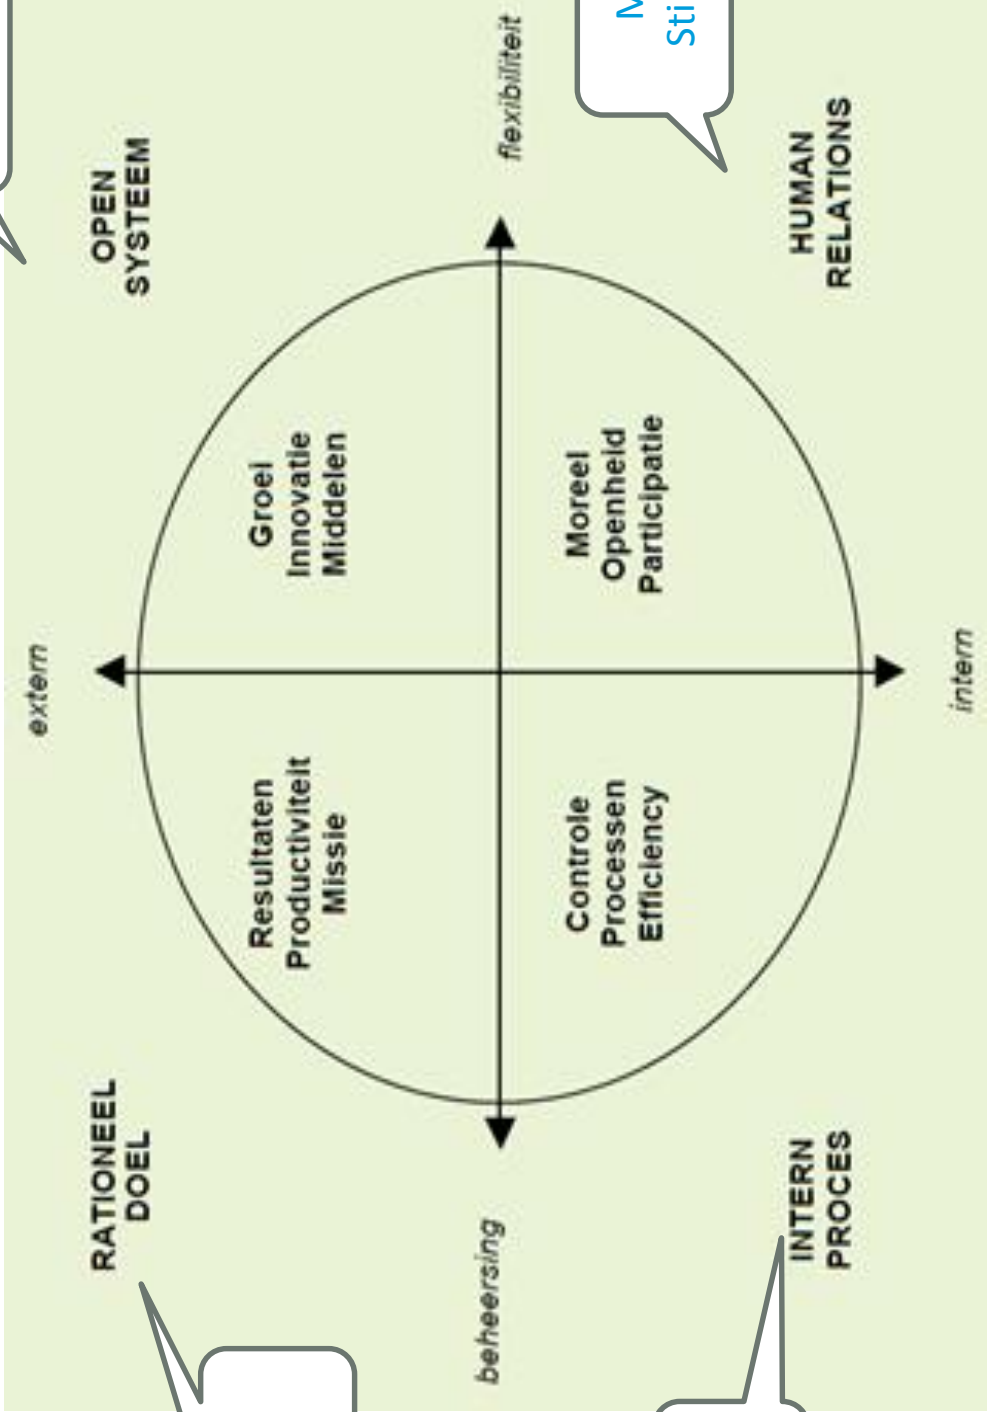 extern
RATIONEEL
DOEL
OPEN
SYSTEEM
Resultaten
Productiviteit
Missie
Groei
Innovatie
Middelen
beheersing
flexibiliteit
Controle
Processen
Efficiency
Moreel
Openheid
Participatie
M
Sti
INTERN
PROCES
HUMAN
RELATIONS
intern